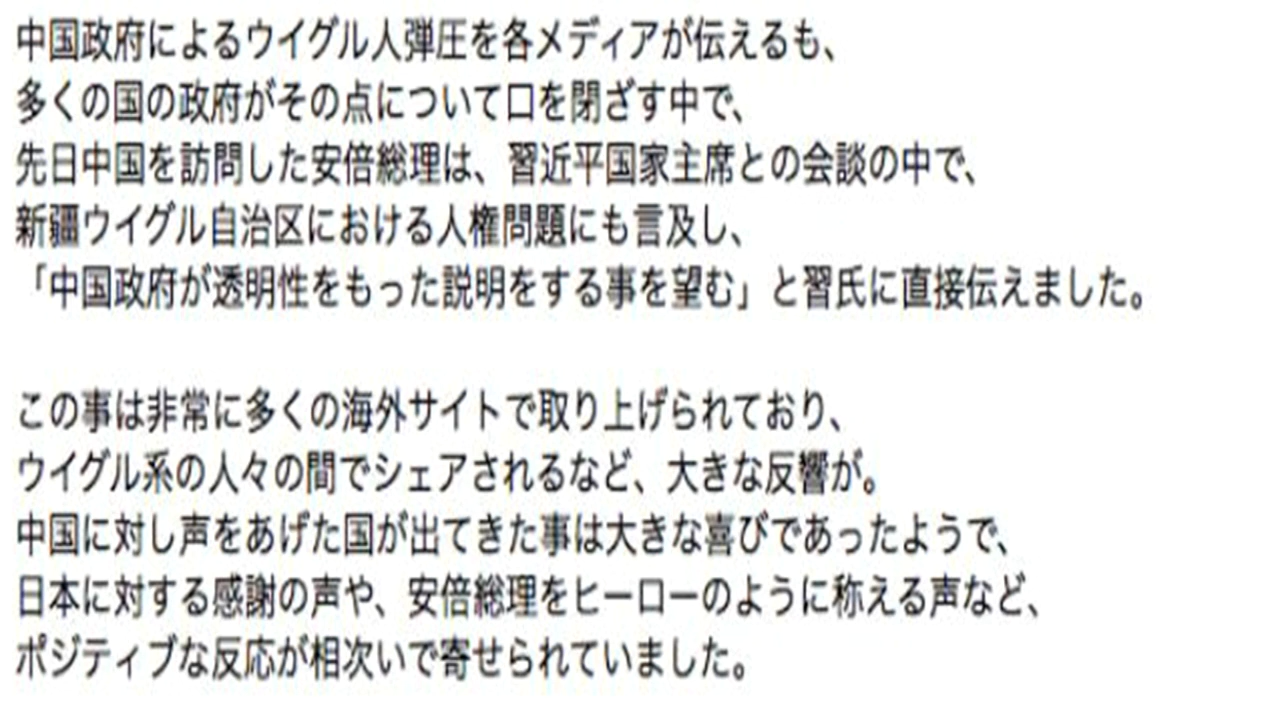 中国政府によるウイグル人弾圧を各メディアが伝えるも、
多くの国の政府がその点について口を閉ざす中で、
先日中国を訪問した安倍総理は、習近平国家主席との会談の中で、
新疆ウイグル自治区における人権問題にも言及し、
「中国政府が透明性をもった説明をする事を望む」と習氏に直接伝えました。
この事は非常に多くの海外サイトで取り上げられており、
ウイグル系の人々の間でシェアされるなど、大きな反響が。
中国に対し声をあげた国が出てきた事は大きな喜びであったようで、
日本に対する感謝の声や、安倍総理をヒーローのように称える声など、
ポジティブな反応が相次いで寄せられていました。